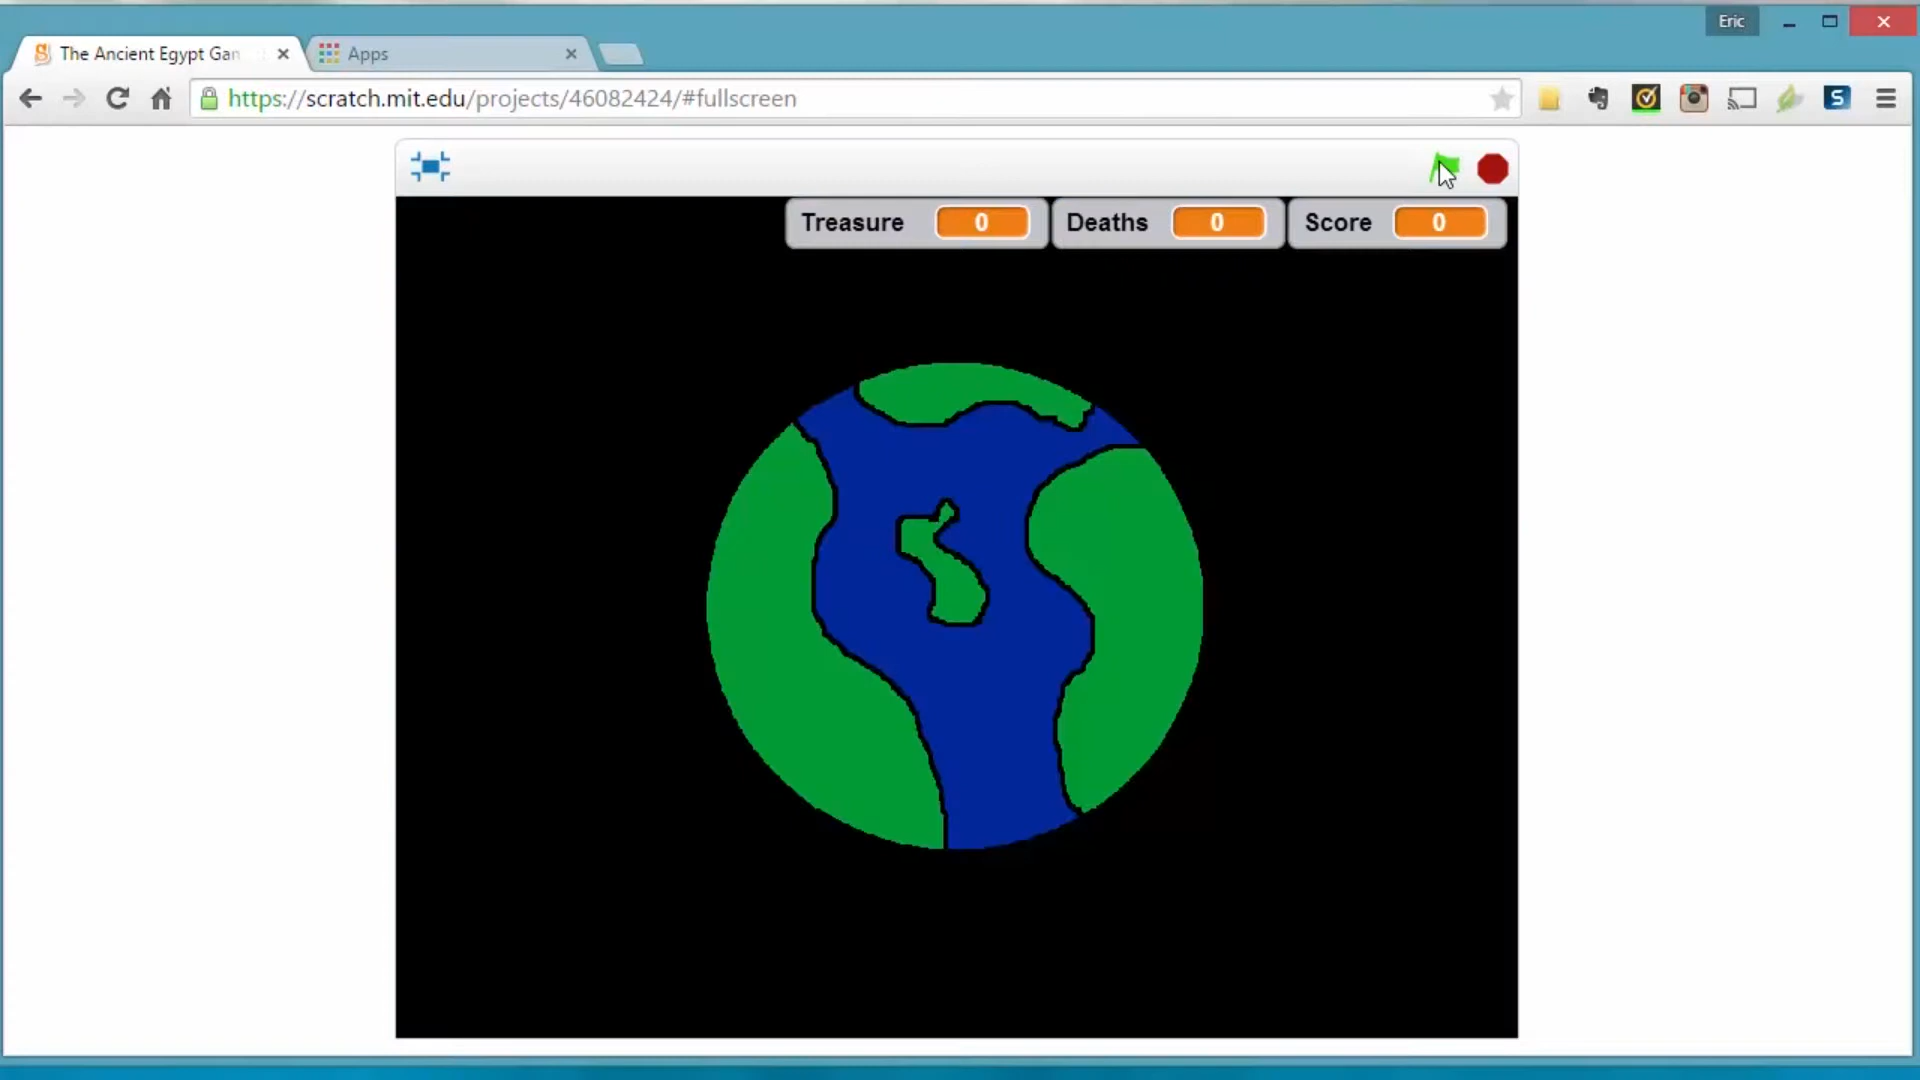 Eric
The Ancient Egypt Gan
Apps
https://scratch.mit.edu/projects/46082424/#fullscreen
Treasure 0 Deaths 0 Score 0